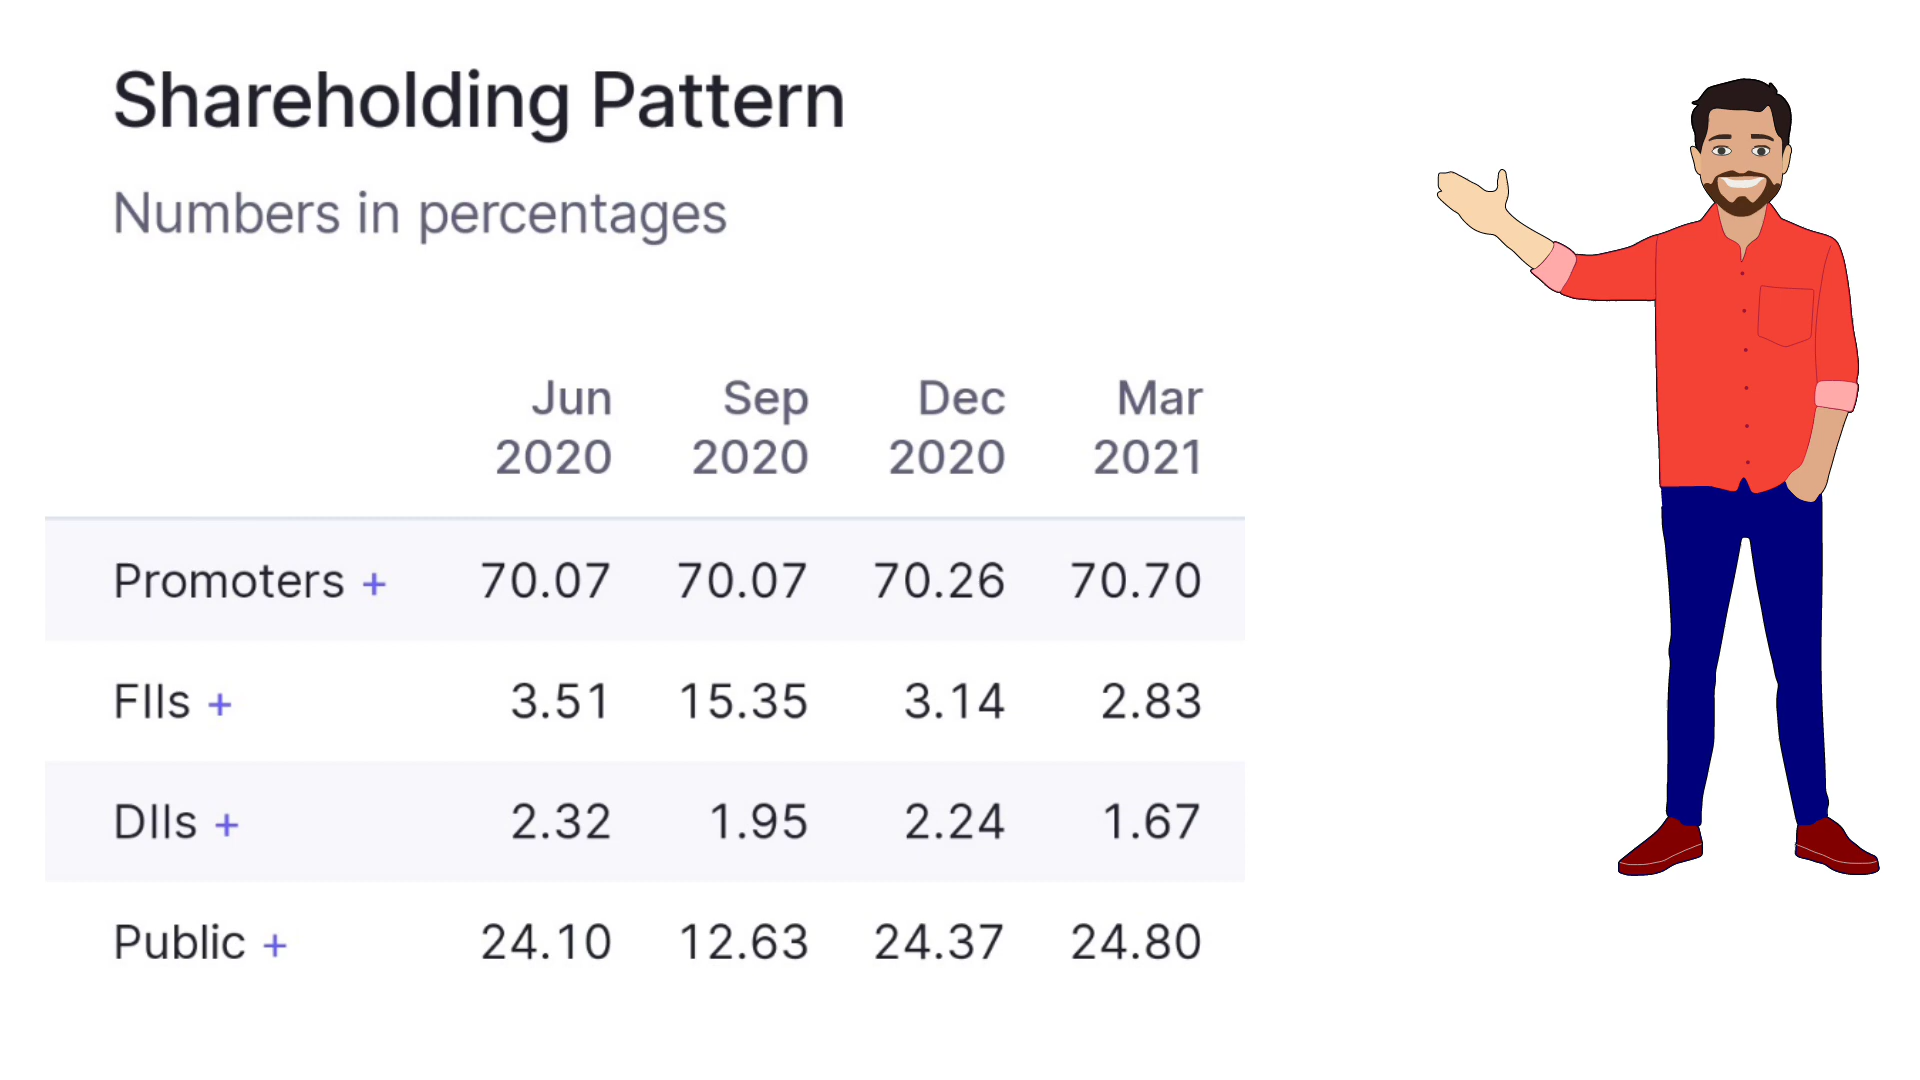 Shareholding Pattern
Numbers in percentages
Jun Sep Dec Mar
2020 2020 2020 2021
Promoters + 70.07 70.07 70.26 70.70
FIIs + 3.51 15.35 3.14 2.83
DIIs + 2.32 1.95 2.24 1.67
Public + 24.10 12.63 24.37 24.80